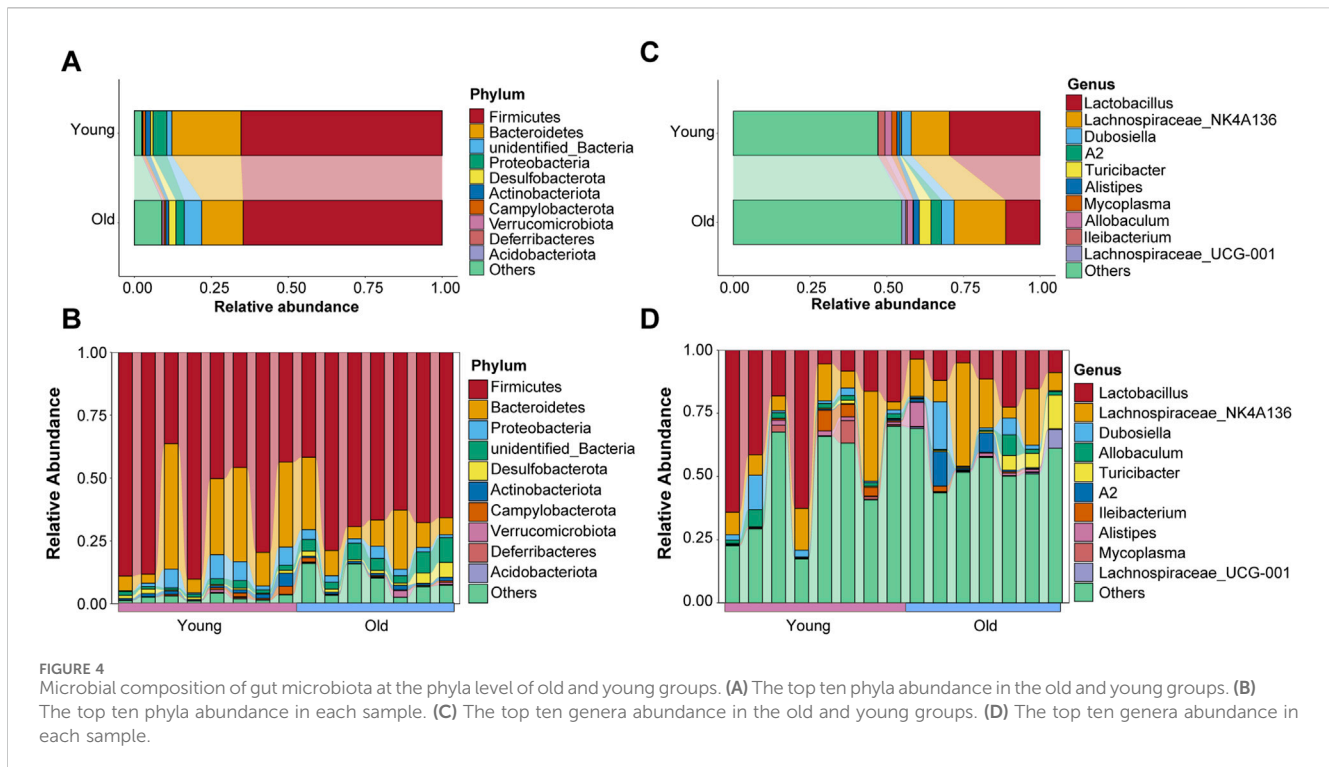 A
Young
Old
0.00 0.25 0.50 0.75 1.00
Relative abundance
Phylum
Firmicutes
Bacteroidetes
unidentified_Bacteria
Proteobacteria
Desulfobacterota
Actinobacteriota
Campylobacterota
Verrucomicrobiota
Deferribacteres
Acidobacteriota
Others
C
Young
Old
0.00 0.25 0.50 0.75 1.00
Relative abundance
Genus
Lactobacillus
Lachnospiraceae_NK4A136
Dubosiella
A2
Turicibacter
Alistipes
Mycoplasma
Allobaculum
Ileibacterium
Lachnospiraceae_UCG-001
Others
B
Relative Abundance
1.00
0.75
0.50
0.25
0.00
Young Old
Phylum
Firmicutes
Bacteroidetes
Proteobacteria
unidentified_Bacteria
Desulfobacterota
Actinobacteriota
Campylobacterota
Verrucomicrobiota
Deferribacteres
Acidobacteriota
Others
D
Relative Abundance
1.00
0.75
0.50
0.25
0.00
Young Old
Genus
Lactobacillus
Lachnospiraceae_NK4A136
Dubosiella
Allobaculum
Turicibacter
A2
Ileibacterium
Alistipes
Mycoplasma
Lachnospiraceae_UCG-001
Others
FIGURE 4
Microbial composition of gut microbiota at the phyla level of old and young groups. (A) The top ten phyla abundance in the old and young groups. (B)
The top ten phyla abundance in each sample. (C) The top ten genera abundance in the old and young groups. (D) The top ten genera abundance in
each sample.